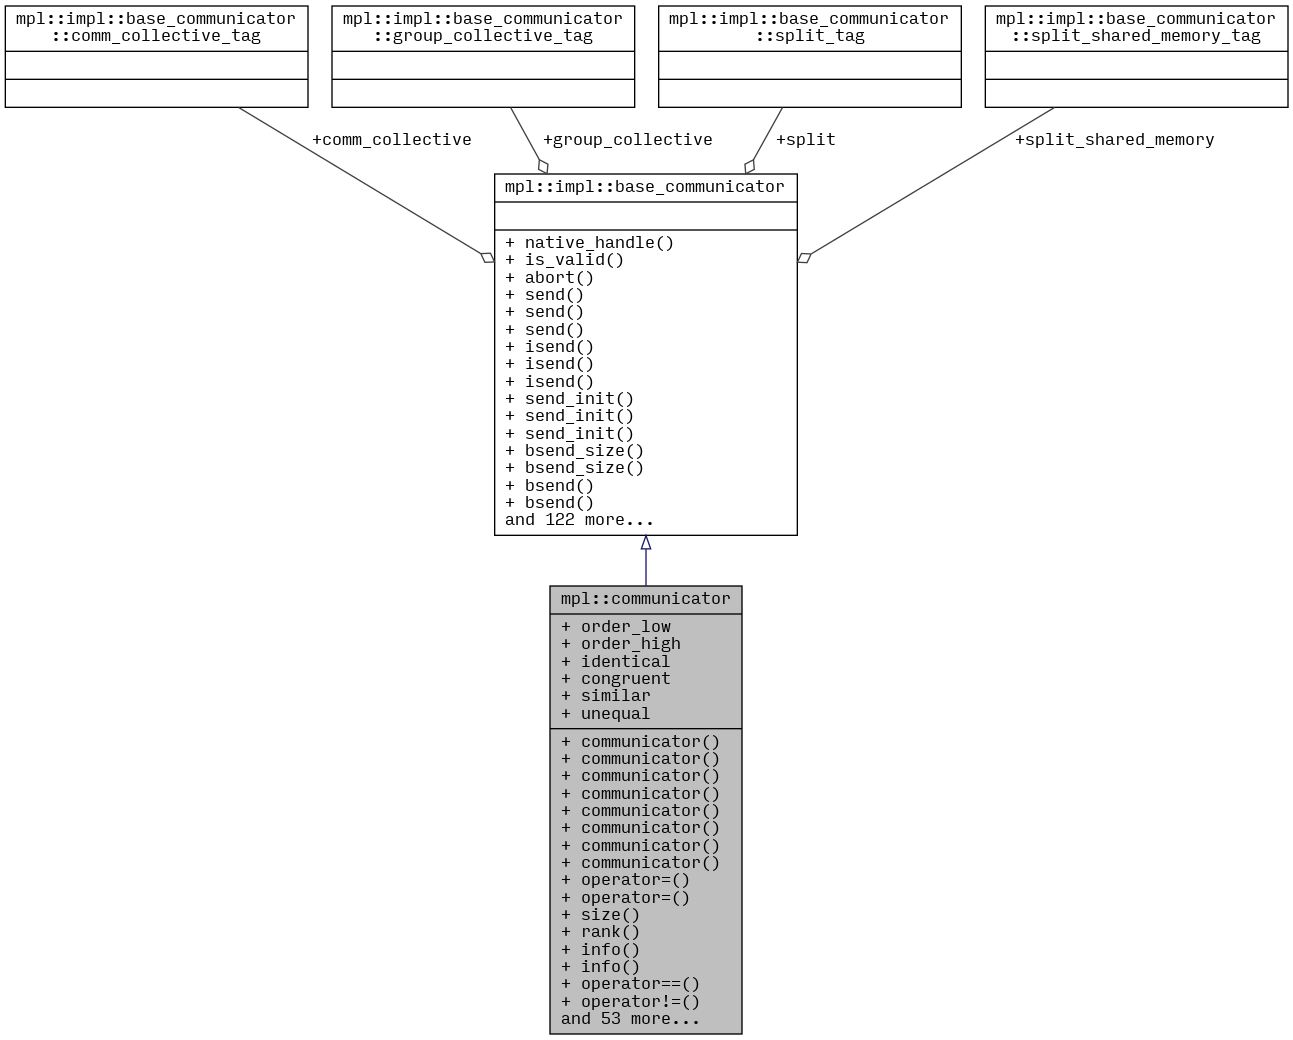 mpl::impl::base_communicator
::comm_collective_tag
mpl::impl::base_communicator
::group_collective_tag
mpl::impl::base_communicator
::split_tag
mpl::impl::base_communicator
::split_shared_memory_tag
+comm_collective
+group_collective
+split
+split_shared_memory
mpl::impl::base_communicator
+ native_handle()
+ is_valid()
+ abort()
+ send()
+ send()
+ send()
+ isend()
+ isend()
+ isend()
+ send_init()
+ send_init()
+ send_init()
+ bsend_size()
+ bsend_size()
+ bsend()
+ bsend()
and 122 more...
mpl::communicator
+ order_low
+ order_high
+ identical
+ congruent
+ similar
+ unequal
+ communicator()
+ communicator()
+ communicator()
+ communicator()
+ communicator()
+ communicator()
+ communicator()
+ communicator()
+ operator=()
+ operator=()
+ size()
+ rank()
+ info()
+ info()
+ operator==()
+ operator!=()
and 53 more...